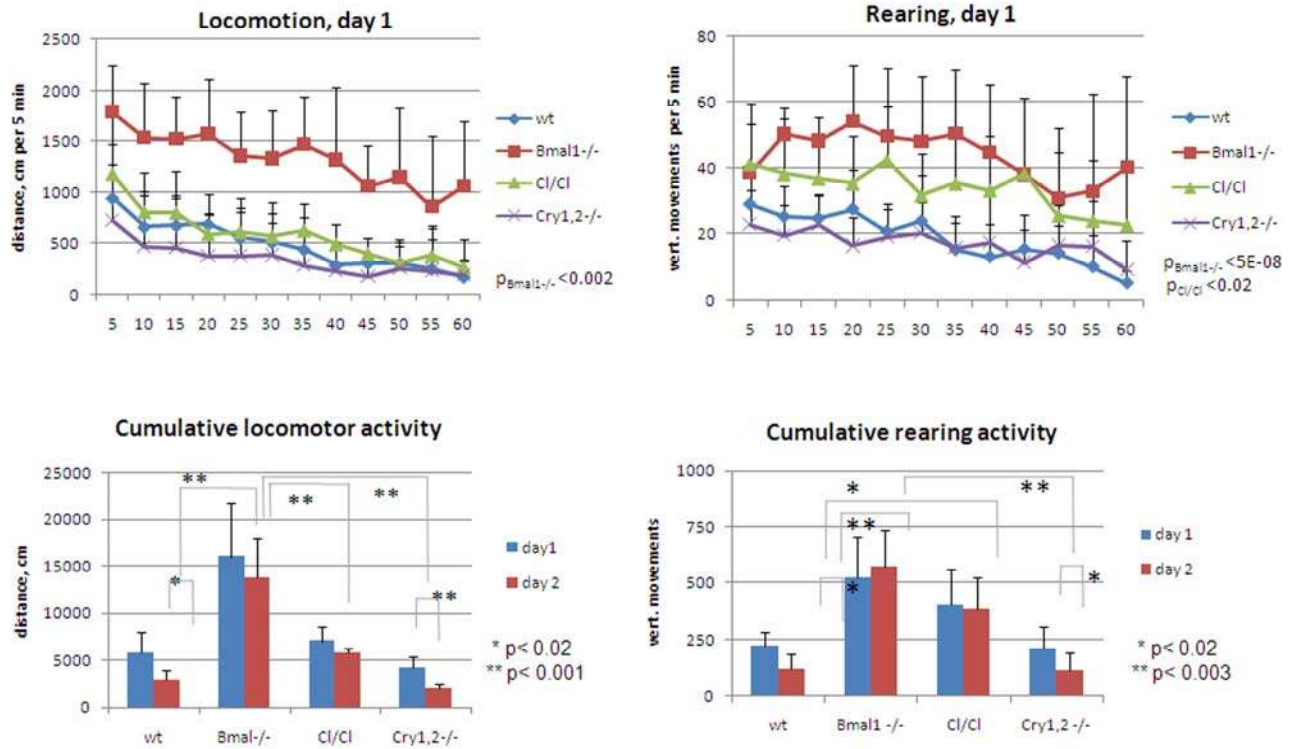 Locomotion, day 1
distance, cm per 5 min
2500
2000
1500
1000
500
0
5 10 15 20 25 30 35 40 45 50 55 60
wt
Bmal1-/-
Cl/Cl
Cry1,2-/-
pBmal1-/- <0.002
Rearing, day 1
vert. movements per 5 min
80
60
40
20
0
5 10 15 20 25 30 35 40 45 50 55 60
wt
Bmal1-/-
Cl/Cl
Cry1,2-/-
pBmal1-/- <5E-08
pCl/Cl <0.02
Cumulative locomotor activity
distance, cm
25000
20000
15000
10000
5000
0
** ** **
* **
wt Bmal-/- Cl/Cl Cry1,2-/-
day1
day 2
* p< 0.02
** p< 0.001
Cumulative rearing activity
vert. movements
1000
750
500
250
0
* **
**
* *
wt Bmal1 -/- Cl/Cl Cry1,2 -/-
day1
day 2
* p< 0.02
** p< 0.003